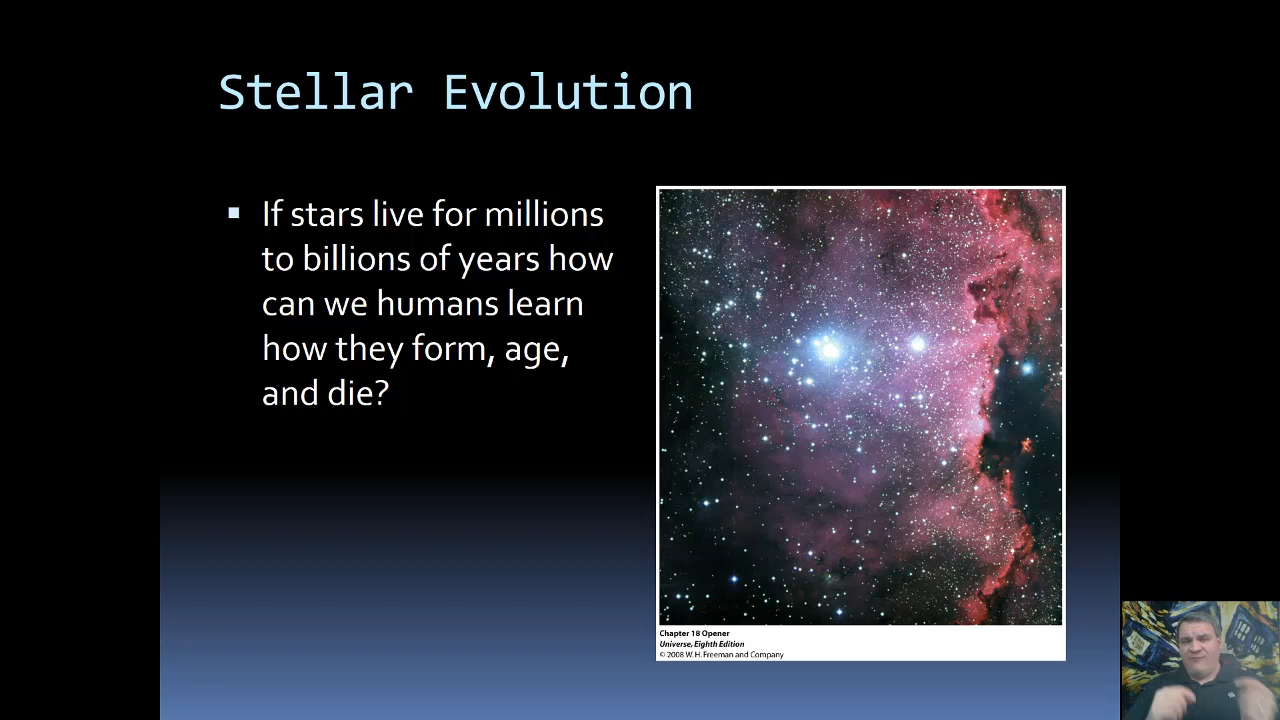 Stellar Evolution
▪ If stars live for millions
to billions of years how
can we humans learn
how they form, age,
and die?
Chapter 18 Opener
Universe, Eighth Edition
© 2008 W. H. Freeman and Company